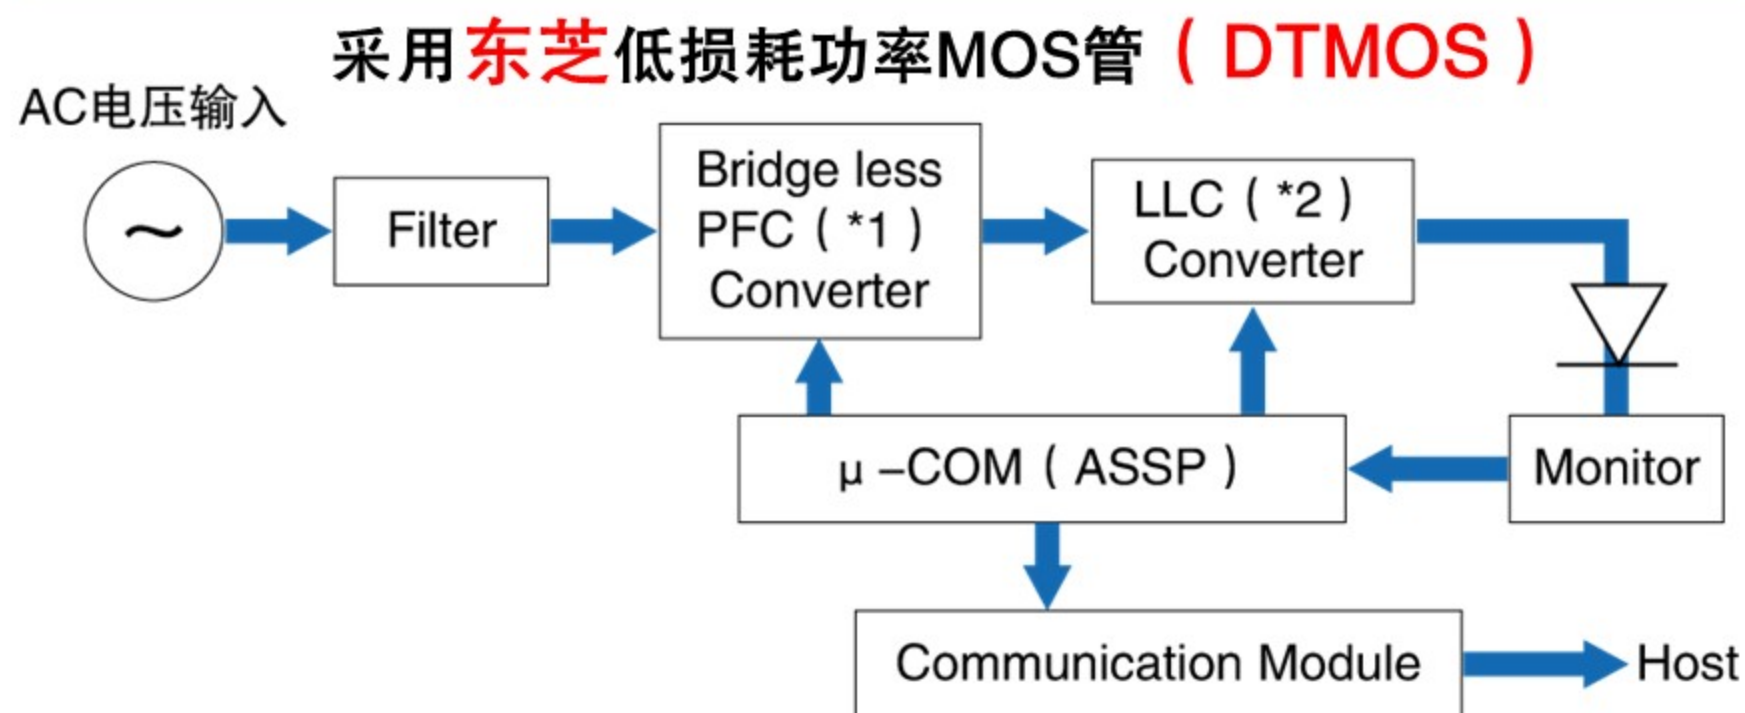 采用东芝低损耗功率MOS管（DTMOS）
AC电压输入
~
Filter
Bridge less
PFC（*1）
Converter
LLC（*2）
Converter
μ–COM（ASSP）
Monitor
Communication Module
Host